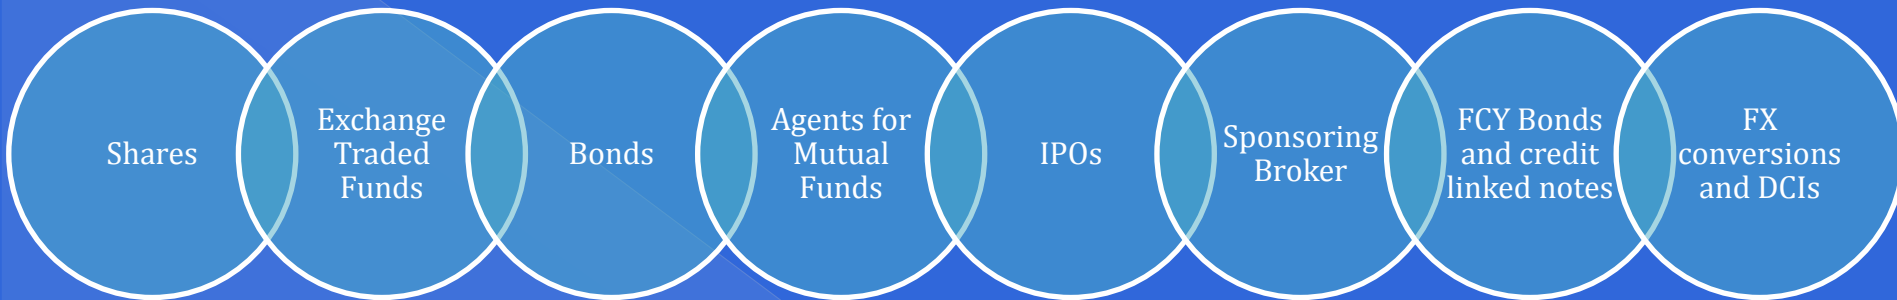 Shares
Exchange
Traded
Funds
Bonds
Agents for
Mutual
Funds
IPOs
Sponsoring
Broker
FCY Bonds
and credit
linked notes
FX
conversions
and DCIs